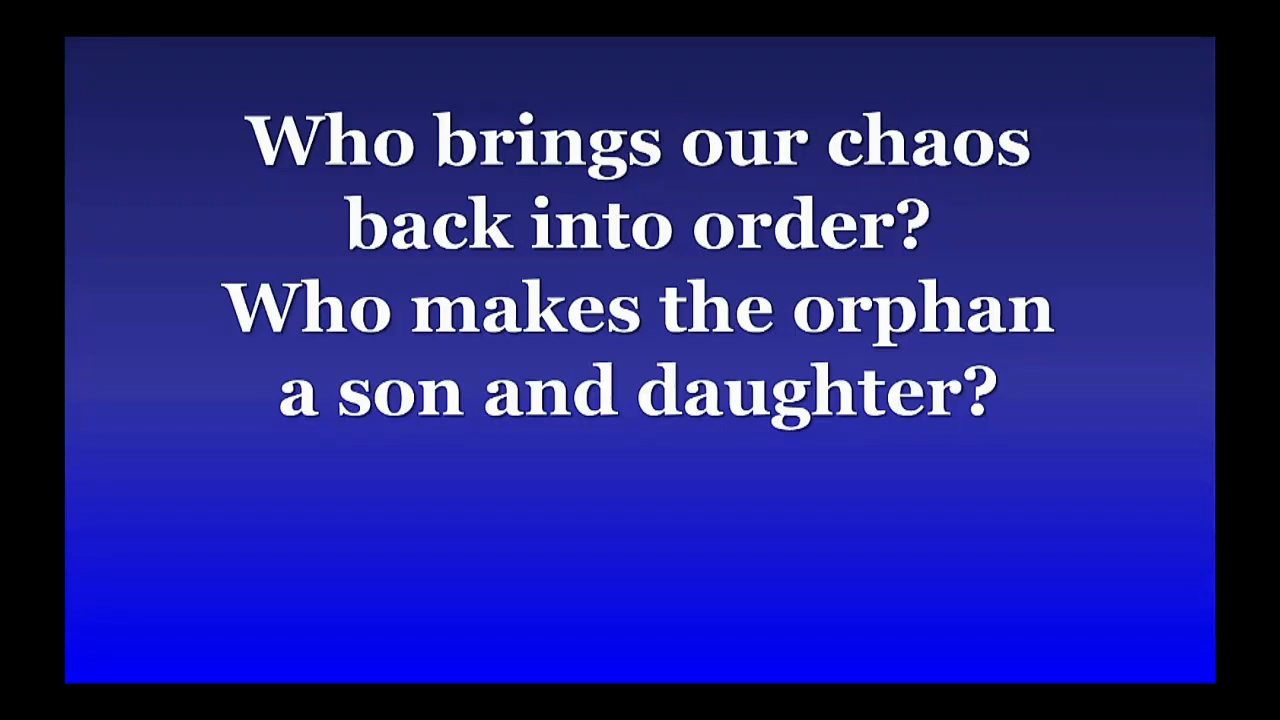 Who brings our chaos
back into order?
Who makes the orphan
a son and daughter?